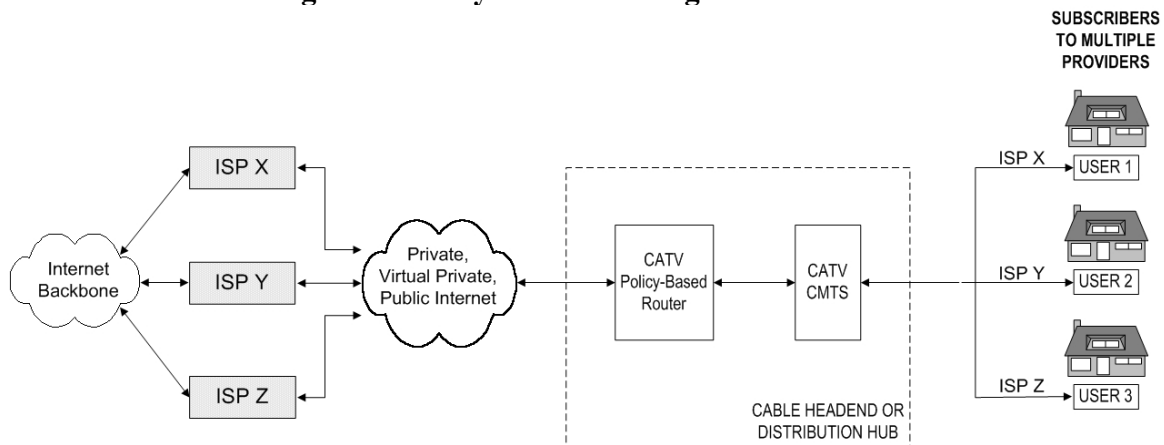 SUBSCRIBERS
TO MULTIPLE
PROVIDERS
ISP X
ISP X
USER 1
Internet
Backbone
ISP Y
Private,
Virtual Private,
Public Internet
CATV
Policy-Based
Router
CATV
CMTS
ISP Y
USER 2
ISP Z
ISP Z
USER 3
CABLE HEADEND OR
DISTRIBUTION HUB